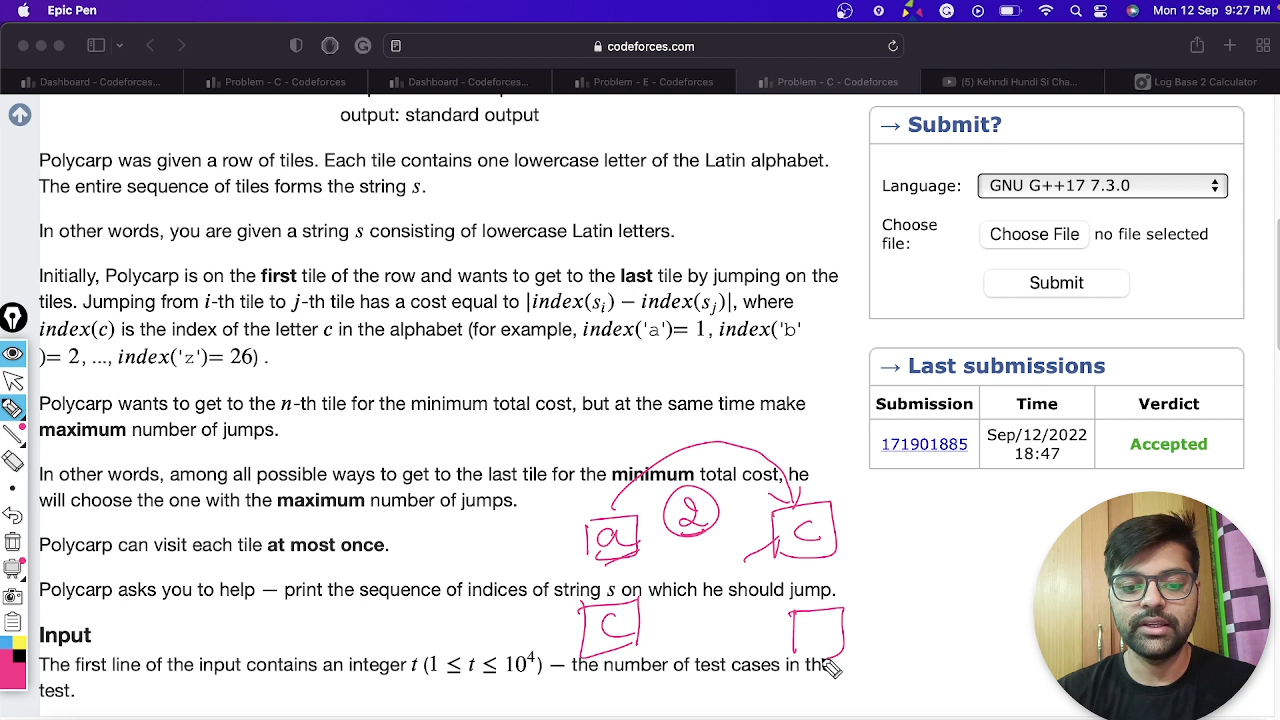 Epic Pen
Mon 12 Sep 9:27 PM
codeforces.com
Dashboard - Codeforces...
Problem - C - Codeforces
Dashboard - Codeforces...
Problem - E - Codeforces
Problem - C - Codeforces
(5) Kehndi Hundi Si Cha...
Log Base 2 Calculator
output: standard output
Polycarp was given a row of tiles. Each tile contains one lowercase letter of the Latin alphabet.
The entire sequence of tiles forms the string s.
In other words, you are given a string s consisting of lowercase Latin letters.
Initially, Polycarp is on the first tile of the row and wants to get to the last tile by jumping on the
tiles. Jumping from i-th tile to j-th tile has a cost equal to |index(sᵢ) − index(sⱼ)|, where
index(c) is the index of the letter c in the alphabet (for example, index('a')= 1, index('b'
)= 2, ..., index('z')= 26) .
Polycarp wants to get to the n-th tile for the minimum total cost, but at the same time make
maximum number of jumps.
In other words, among all possible ways to get to the last tile for the minimum total cost, he
will choose the one with the maximum number of jumps.
Polycarp can visit each tile at most once.
Polycarp asks you to help — print the sequence of indices of string s on which he should jump.
Input
The first line of the input contains an integer t (1 ≤ t ≤ 10⁴) — the number of test cases in the
test.
a
2
c
c
→ Submit?
Language:
GNU G++17 7.3.0
Choose
file:
Choose File
no file selected
Submit
→ Last submissions
Submission Time Verdict
171901885
Sep/12/2022
18:47
Accepted